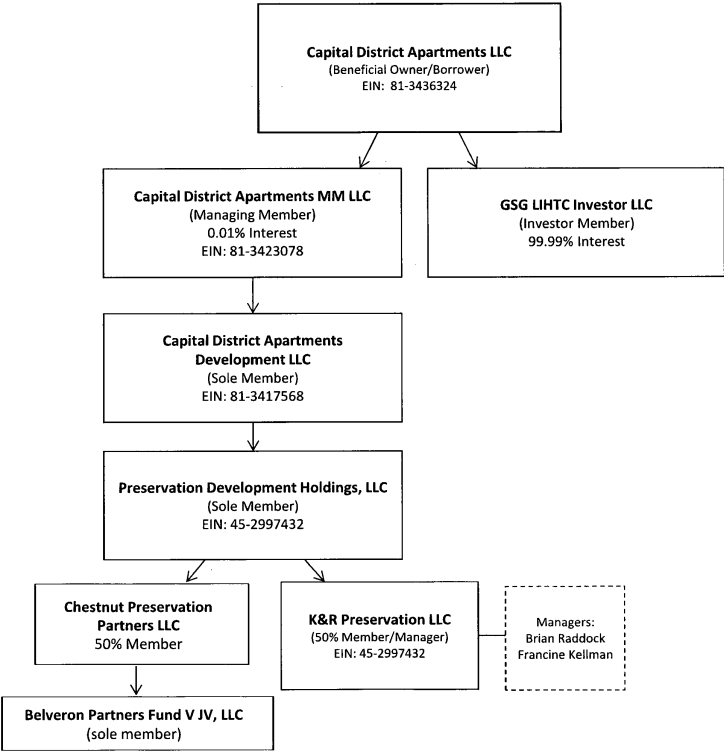 Capital District Apartments LLC
(Beneficial Owner/Borrower)
EIN: 81-3436324
Capital District Apartments MM LLC
(Managing Member)
0.01% Interest
EIN: 81-3423078
GSG LIHTC Investor LLC
(Investor Member)
99.99% Interest
Capital District Apartments
Development LLC
(Sole Member)
EIN: 81-3417568
Preservation Development Holdings, LLC
(Sole Member)
EIN: 45-2997432
Chestnut Preservation
Partners LLC
50% Member
K&R Preservation LLC
(50% Member/Manager)
EIN: 45-2997432
Managers:
Brian Raddock
Francine Kellman
Belveron Partners Fund V JV, LLC
(sole member)